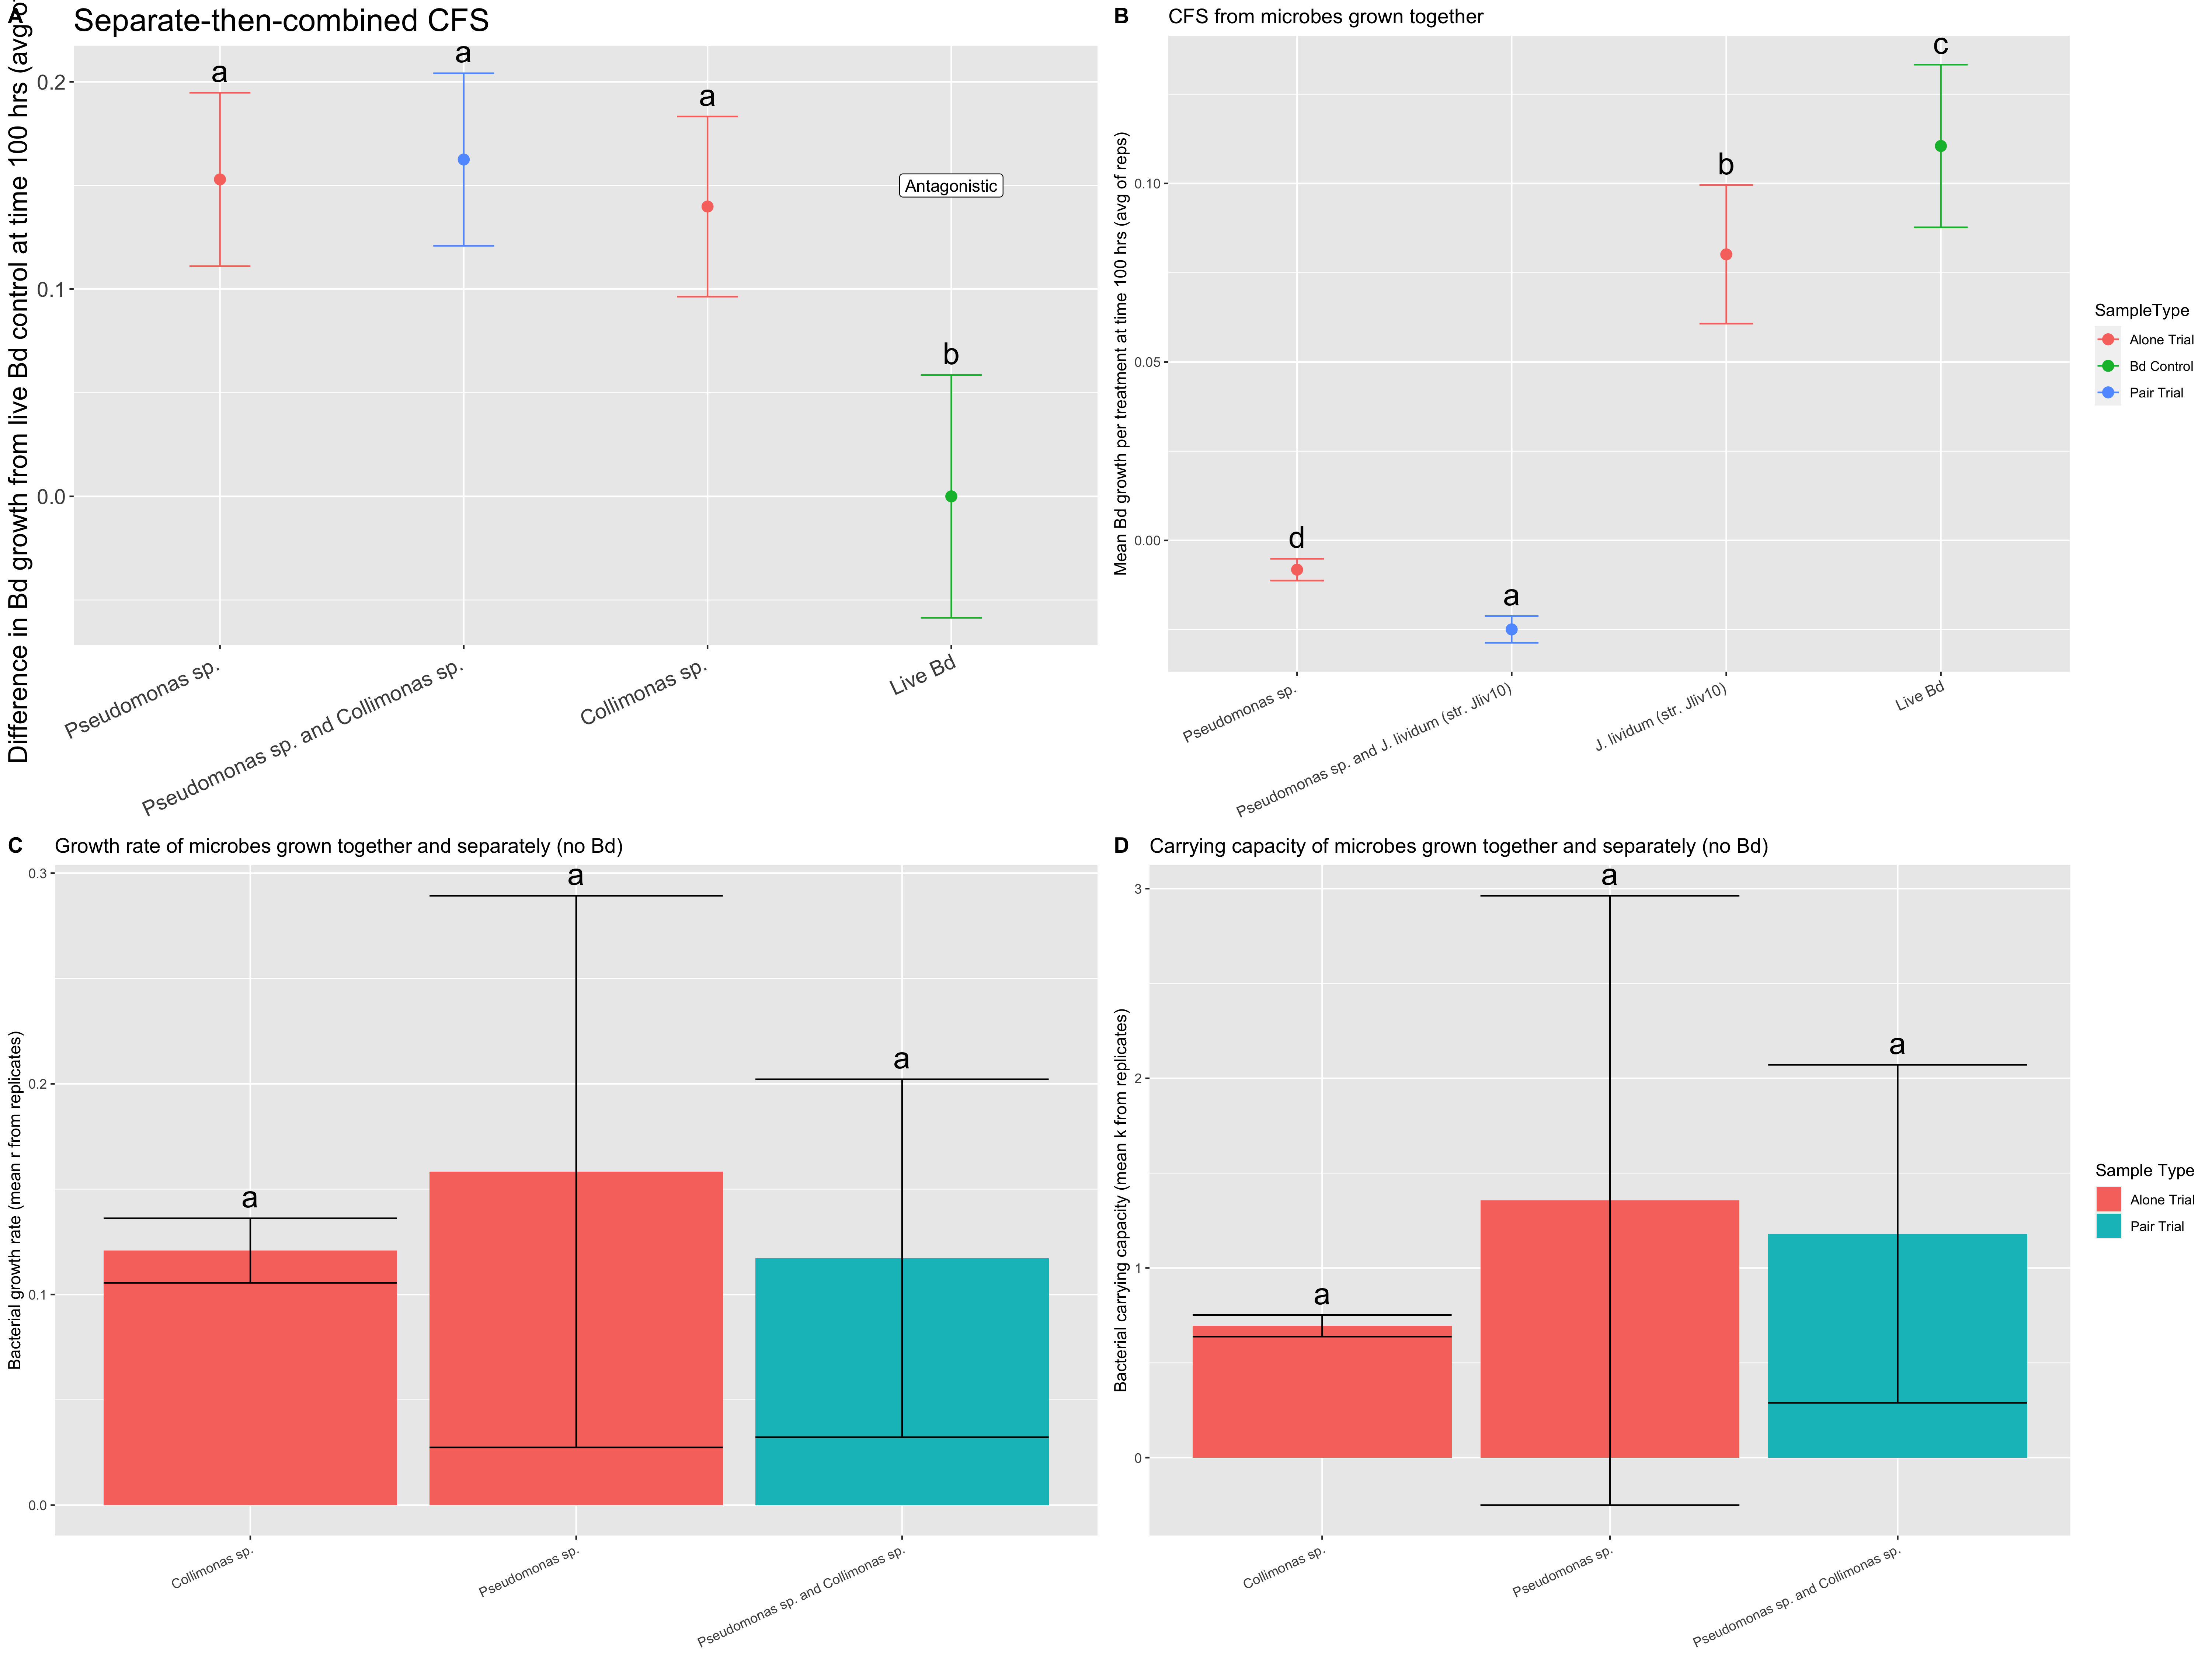 A
Separate-then-combined CFS
Difference in Bd growth from live Bd control at time 100 hrs (avg
0.2
0.1
0.0
a
a
a
b
Antagonistic
Pseudomonas sp.
Pseudomonas sp. and Collimonas sp.
Collimonas sp.
Live Bd
B
CFS from microbes grown together
Mean Bd growth per treatment at time 100 hrs (avg of reps)
0.10
0.05
0.00
d
a
b
c
Pseudomonas sp.
Pseudomonas sp. and J. lividum (str. Jliv10)
J. lividum (str. Jliv10)
Live Bd
SampleType
Alone Trial
Bd Control
Pair Trial
C
Growth rate of microbes grown together and separately (no Bd)
Bacterial growth rate (mean r from replicates)
0.3
0.2
0.1
0.0
a
a
a
Collimonas sp.
Pseudomonas sp.
Pseudomonas sp. and Collimonas sp.
D
Carrying capacity of microbes grown together and separately (no Bd)
Bacterial carrying capacity (mean k from replicates)
3
2
1
0
a
a
a
Collimonas sp.
Pseudomonas sp.
Pseudomonas sp. and Collimonas sp.
Sample Type
Alone Trial
Pair Trial